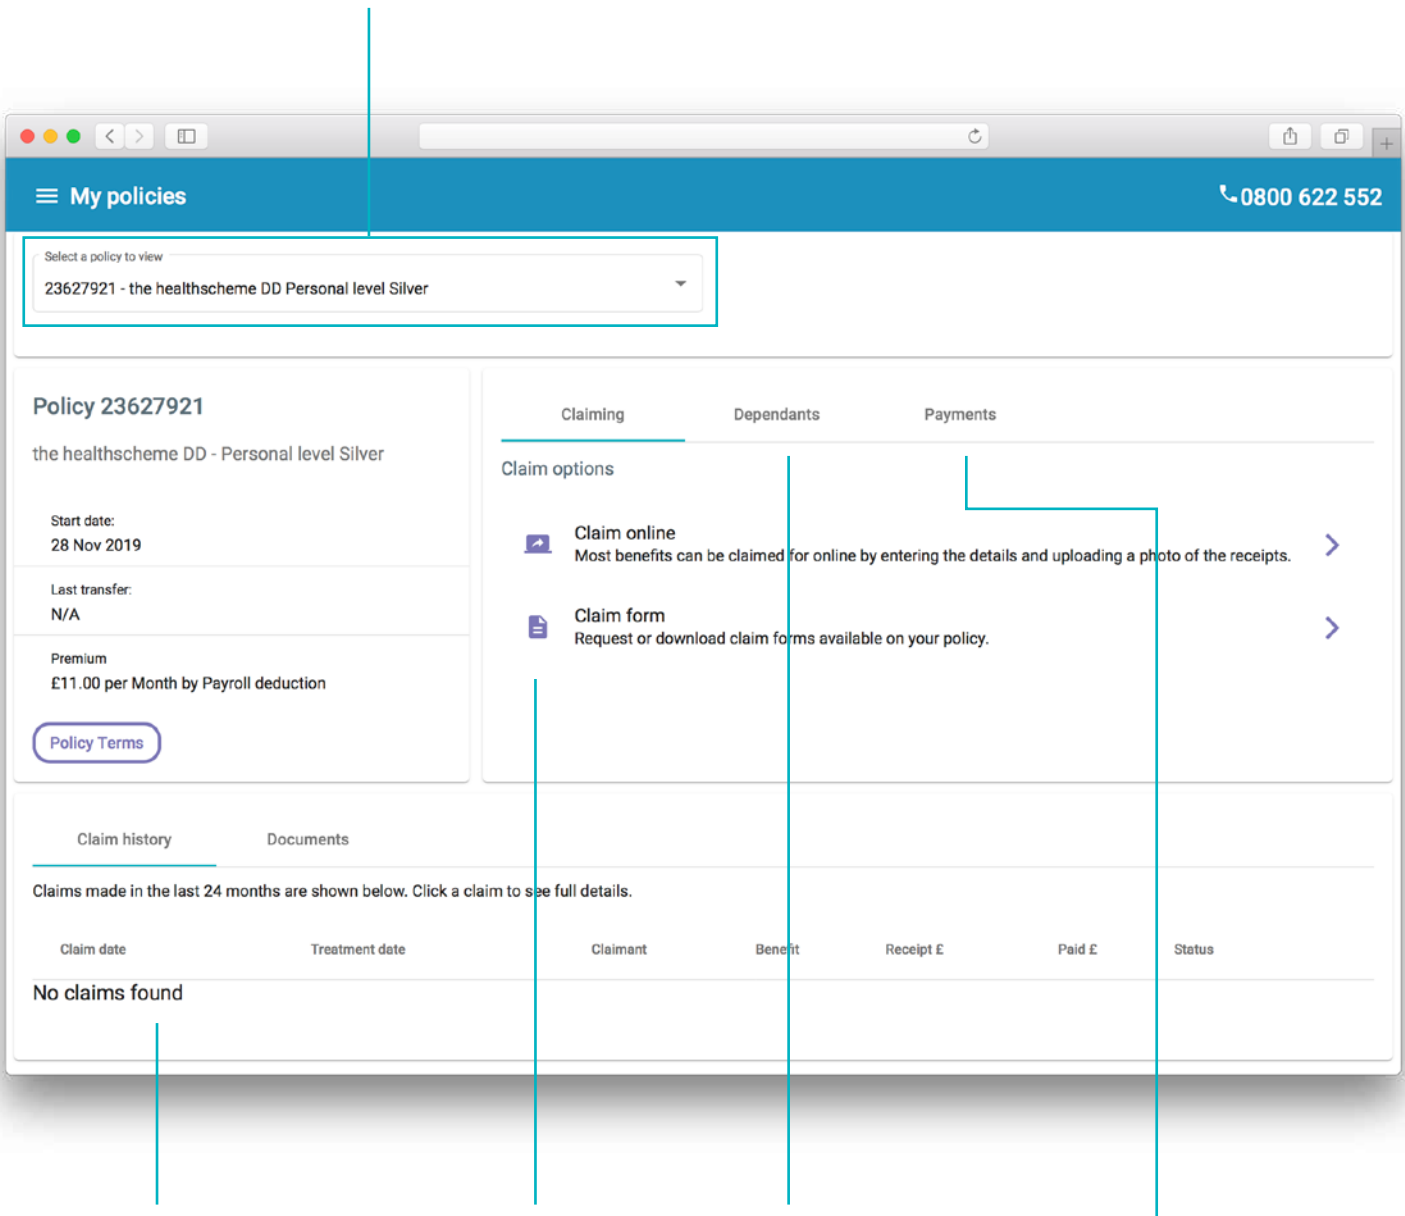 My policies
0800 622 552
Select a policy to view
23627921 - the healthscheme DD Personal level Silver
Policy 23627921
the healthscheme DD - Personal level Silver
Start date:
28 Nov 2019
Last transfer:
N/A
Premium
£11.00 per Month by Payroll deduction
Policy Terms
Claiming Dependants Payments
Claim options
Claim online
Most benefits can be claimed for online by entering the details and uploading a photo of the receipts.
Claim form
Request or download claim forms available on your policy.
Claim history Documents
Claims made in the last 24 months are shown below. Click a claim to see full details.
Claim date Treatment date Claimant Benefit Receipt £ Paid £ Status
No claims found